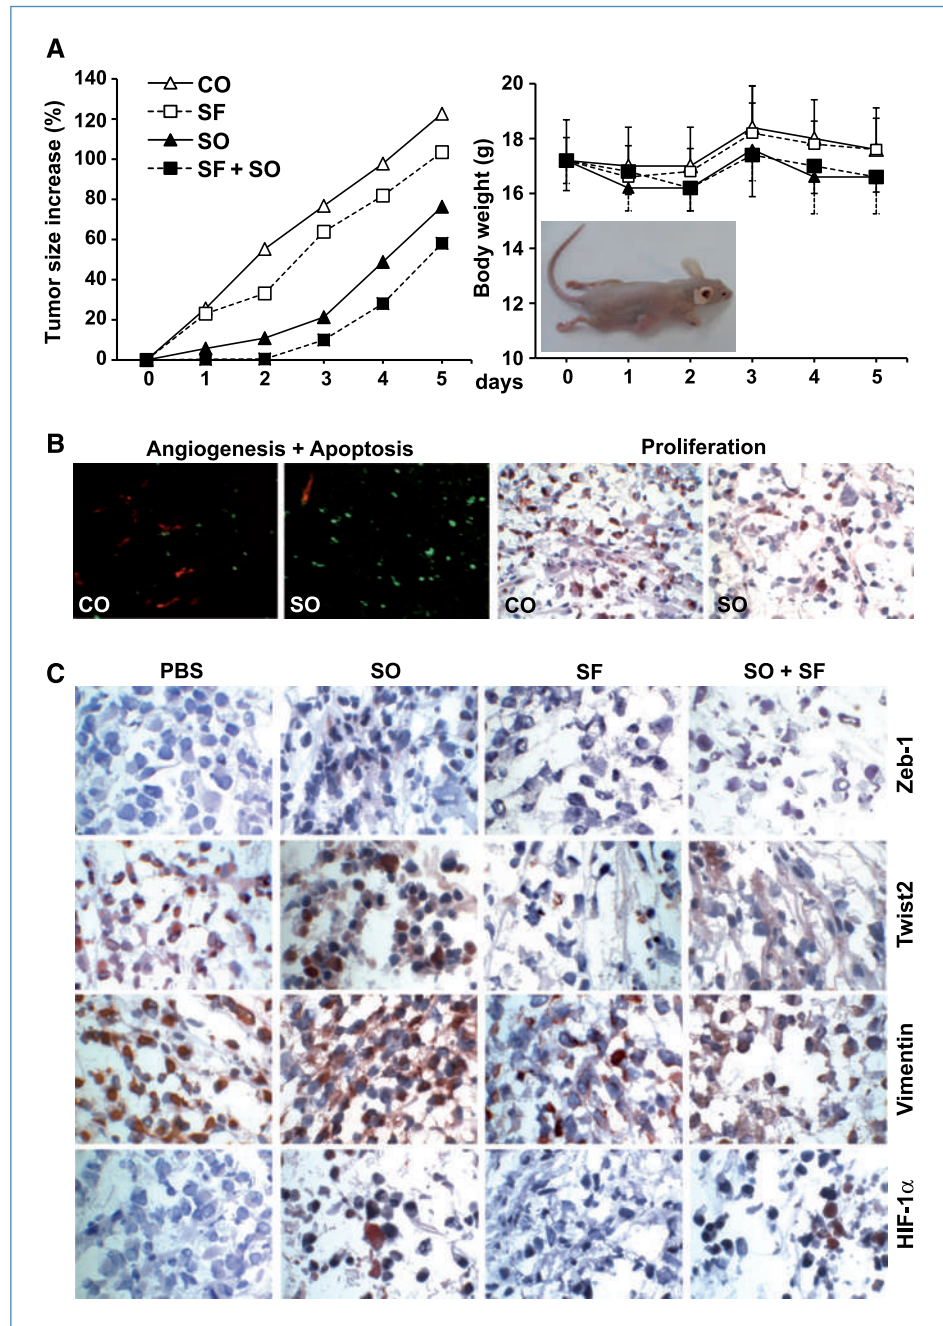 A
140
120
100
80
60
40
20
0
Tumor size increase (%)
CO
SF
SO
SF + SO
0 1 2 3 4 5
days
20
18
16
14
12
10
Body weight (g)
0 1 2 3 4 5
B
Angiogenesis + Apoptosis
Proliferation
CO
SO
CO
SO
C
PBS
SO
SF
SO + SF
Zeb-1
Twist2
Vimentin
HIF-1α